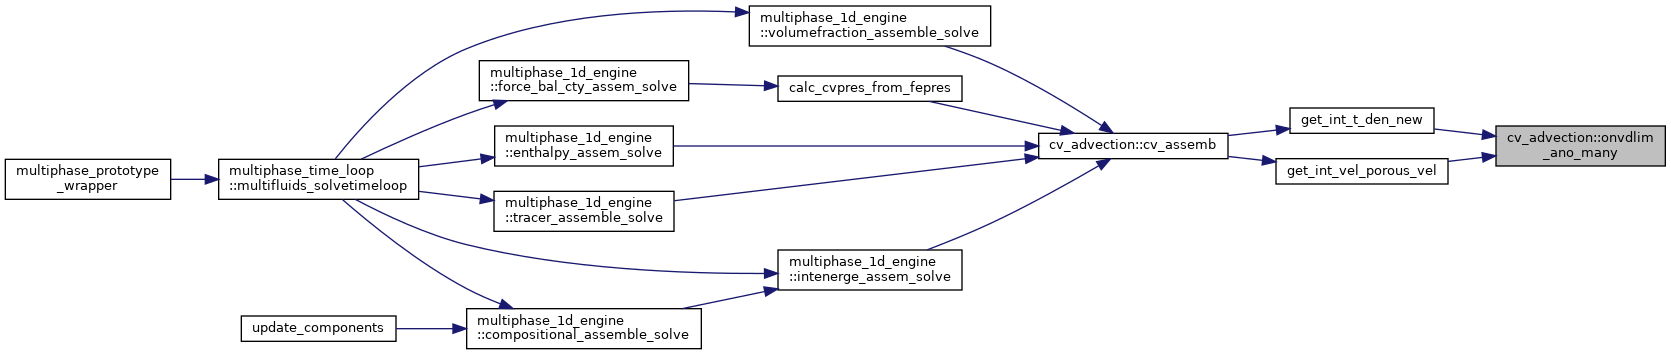 multiphase_prototype
_wrapper
multiphase_time_loop
::multifluids_solvetimeloop
update_components
multiphase_1d_engine
::force_bal_cty_assem_solve
multiphase_1d_engine
::enthalpy_assem_solve
multiphase_1d_engine
::tracer_assemble_solve
multiphase_1d_engine
::compositional_assemble_solve
multiphase_1d_engine
::volumefraction_assemble_solve
calc_cvpres_from_fepres
multiphase_1d_engine
::intenerge_assem_solve
cv_advection::cv_assemb
get_int_t_den_new
get_int_vel_porous_vel
cv_advection::onvdlim
_ano_many